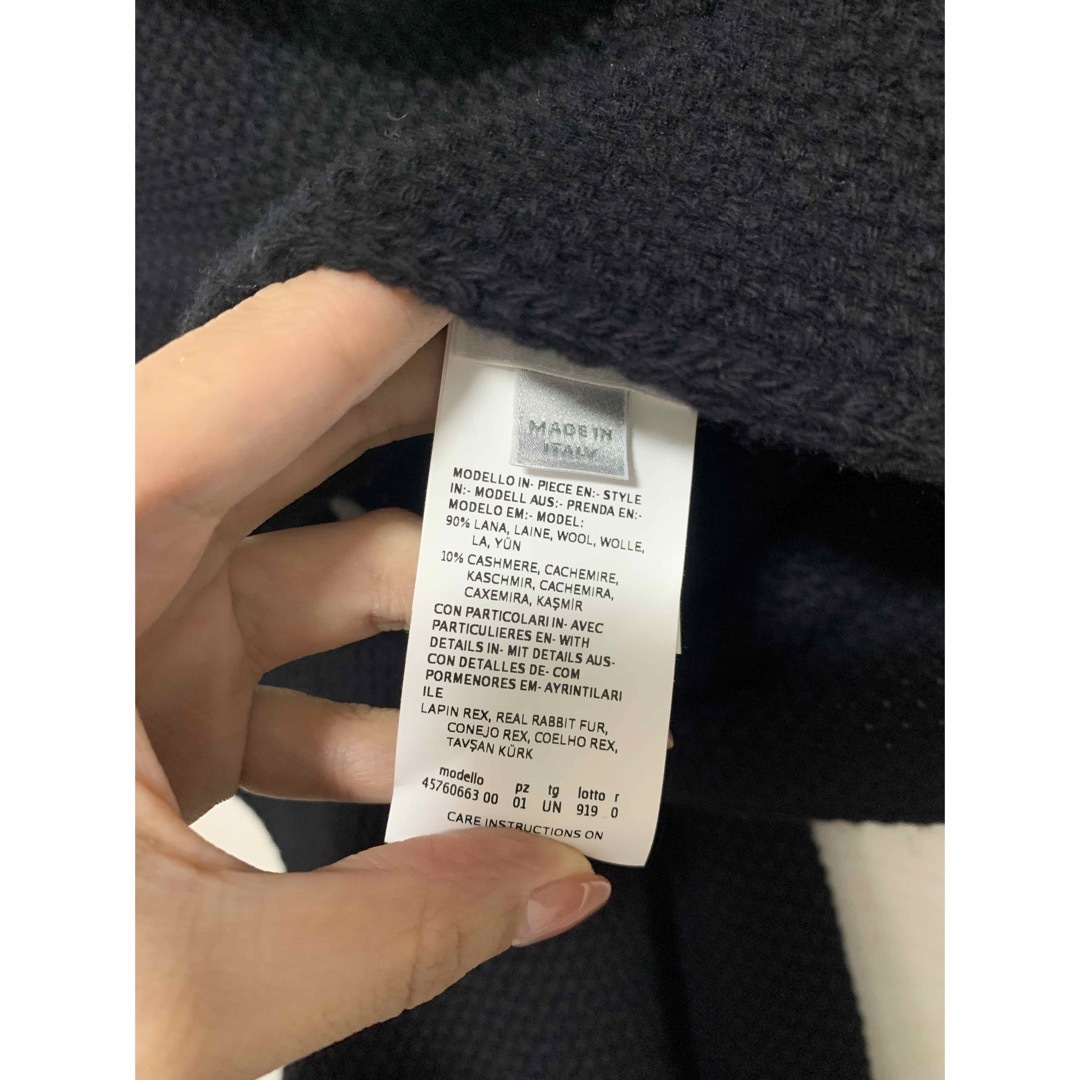 MADE IN
ITALY
MODELLO IN- PIECE EN:- STYLE
IN:- MODELL AUS:- PRENDA EN:-
MODELO EM:- MODEL:
90% LANA, LAINE, WOOL, WOLLE,
LA, YÜN
10% CASHMERE, CACHEMIRE,
KASCHMIR, CACHEMIRA,
CAXEMIRA, KAŞMİR
CON PARTICOLARI IN- AVEC
PARTICULIERES EN- WITH
DETAILS IN- MIT DETAILS AUS-
CON DETALLES DE- COM
PORMENORES EM- AYRINTILARI
ILE
LAPIN REX, REAL RABBIT FUR,
CONEJO REX, COELHO REX,
TAVŞAN KÜRK
modello pz tg lotto r
45760663 00 01 UN 919 0
CARE INSTRUCTIONS ON